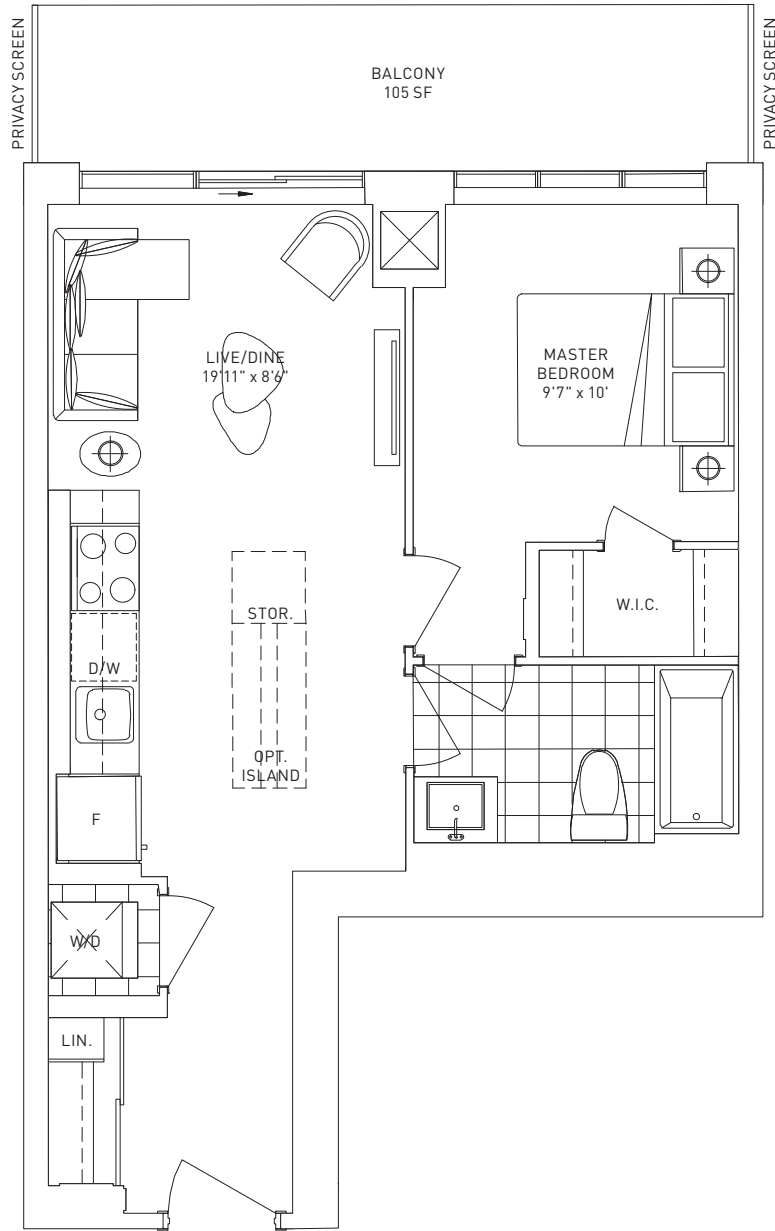 PRIVACY SCREEN
PRIVACY SCREEN
BALCONY
105 SF
LIVE/DINE
19'11" x 8'6"
MASTER
BEDROOM
9'7" x 10'
STOR.
W.I.C.
D/W
OPT.
ISLAND
F
W/D
LIN.